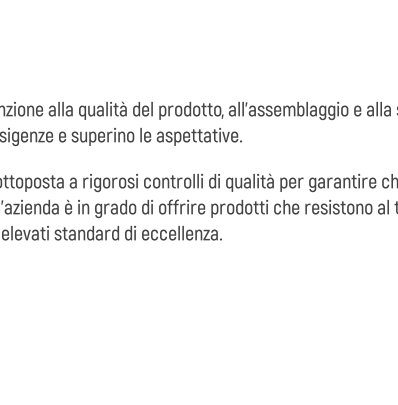 nzione alla qualità del prodotto, all’assemblaggio e alla
sigenze e superino le aspettative.
ottoposta a rigorosi controlli di qualità per garantire ch
l’azienda è in grado di offrire prodotti che resistono al
elevati standard di eccellenza.